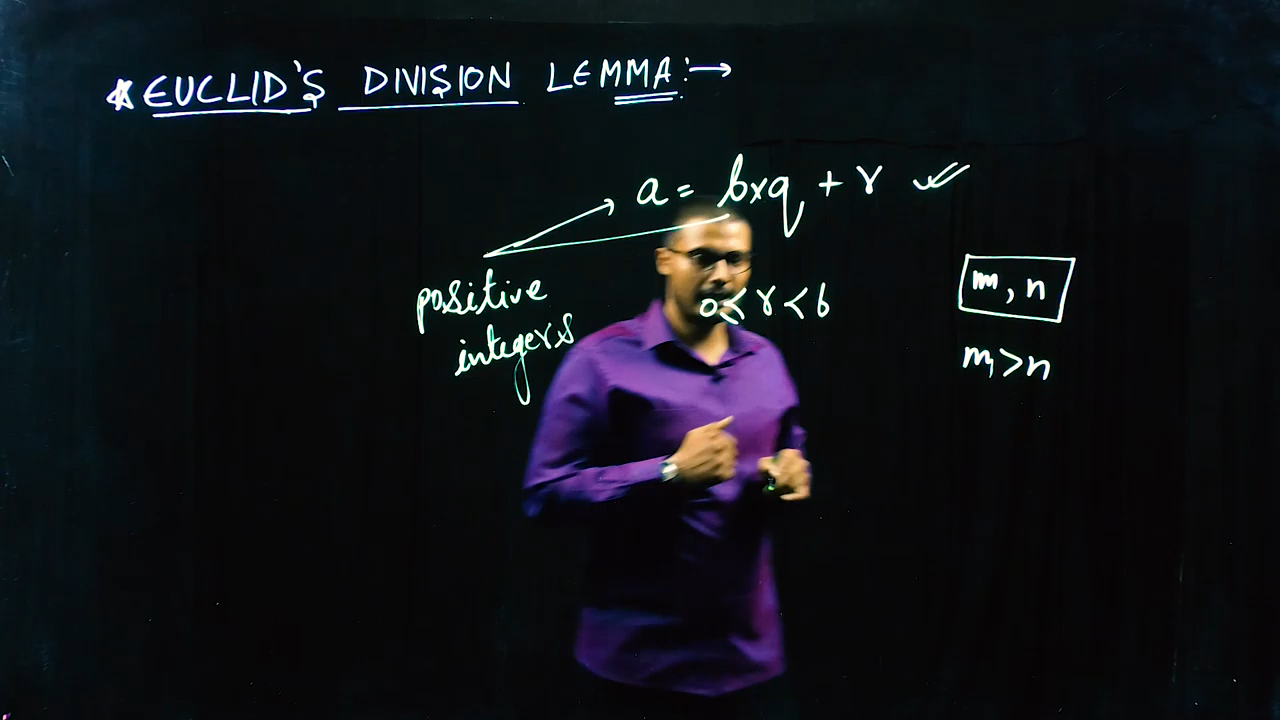 * EUCLID'S DIVISION LEMMA :→
a = b×q + r ✓
positive
integers
0 ≤ r < b
m, n
m > n